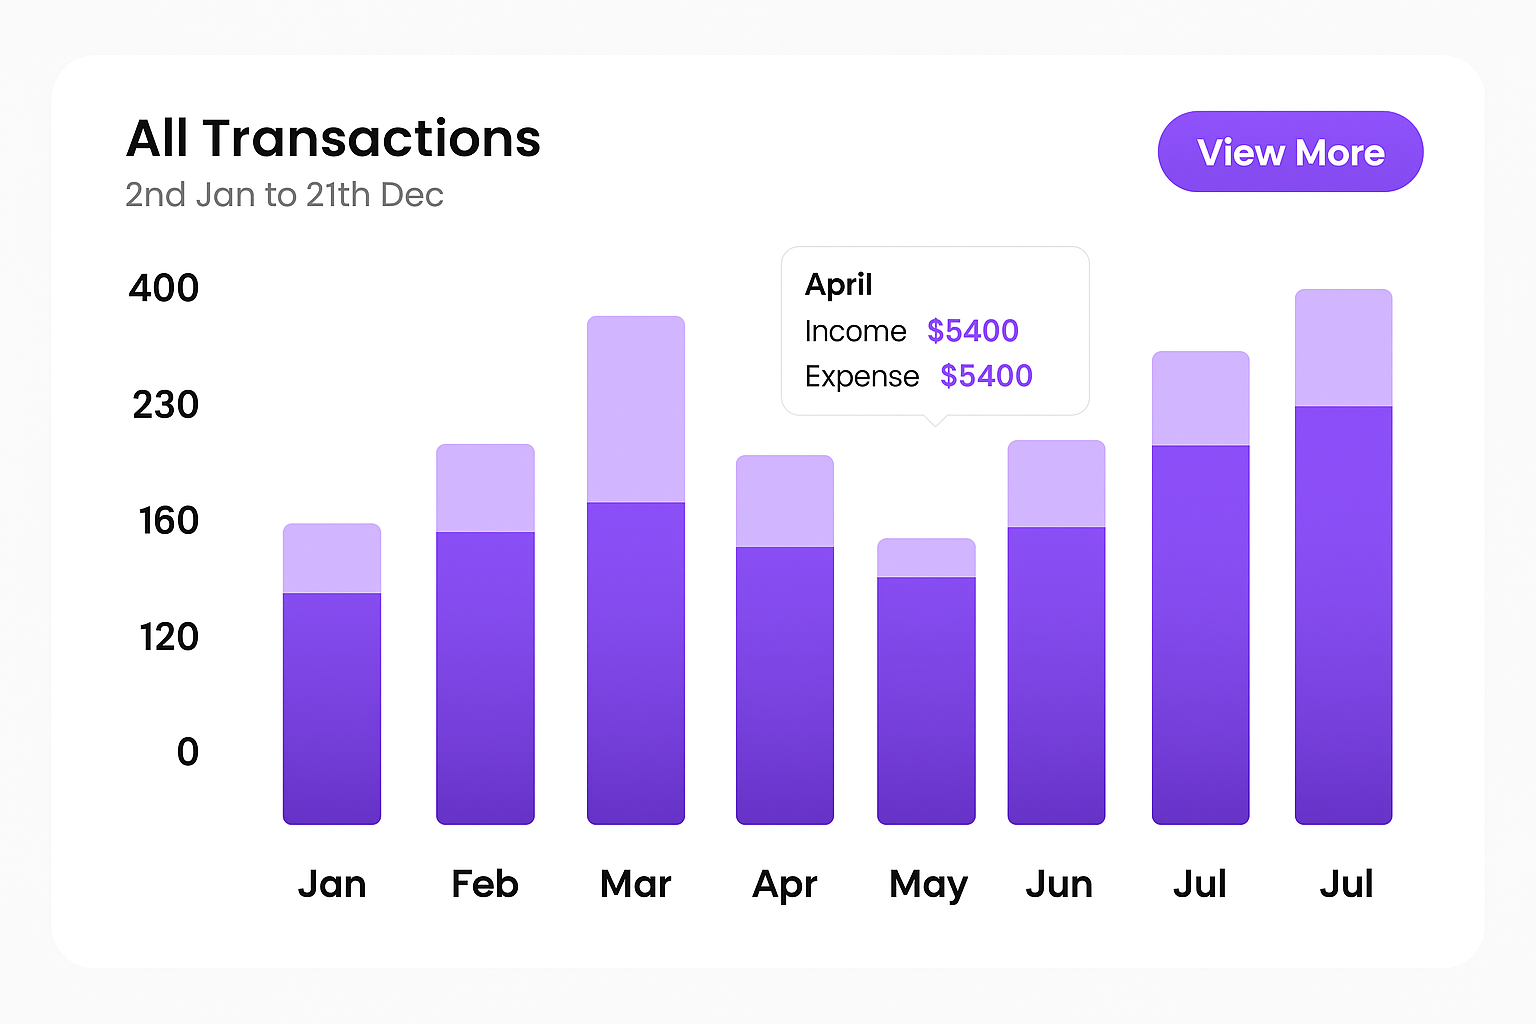 All Transactions
2nd Jan to 21th Dec
View More
400
230
160
120
0
April
Income $5400
Expense $5400
Jan Feb Mar Apr May Jun Jul Jul